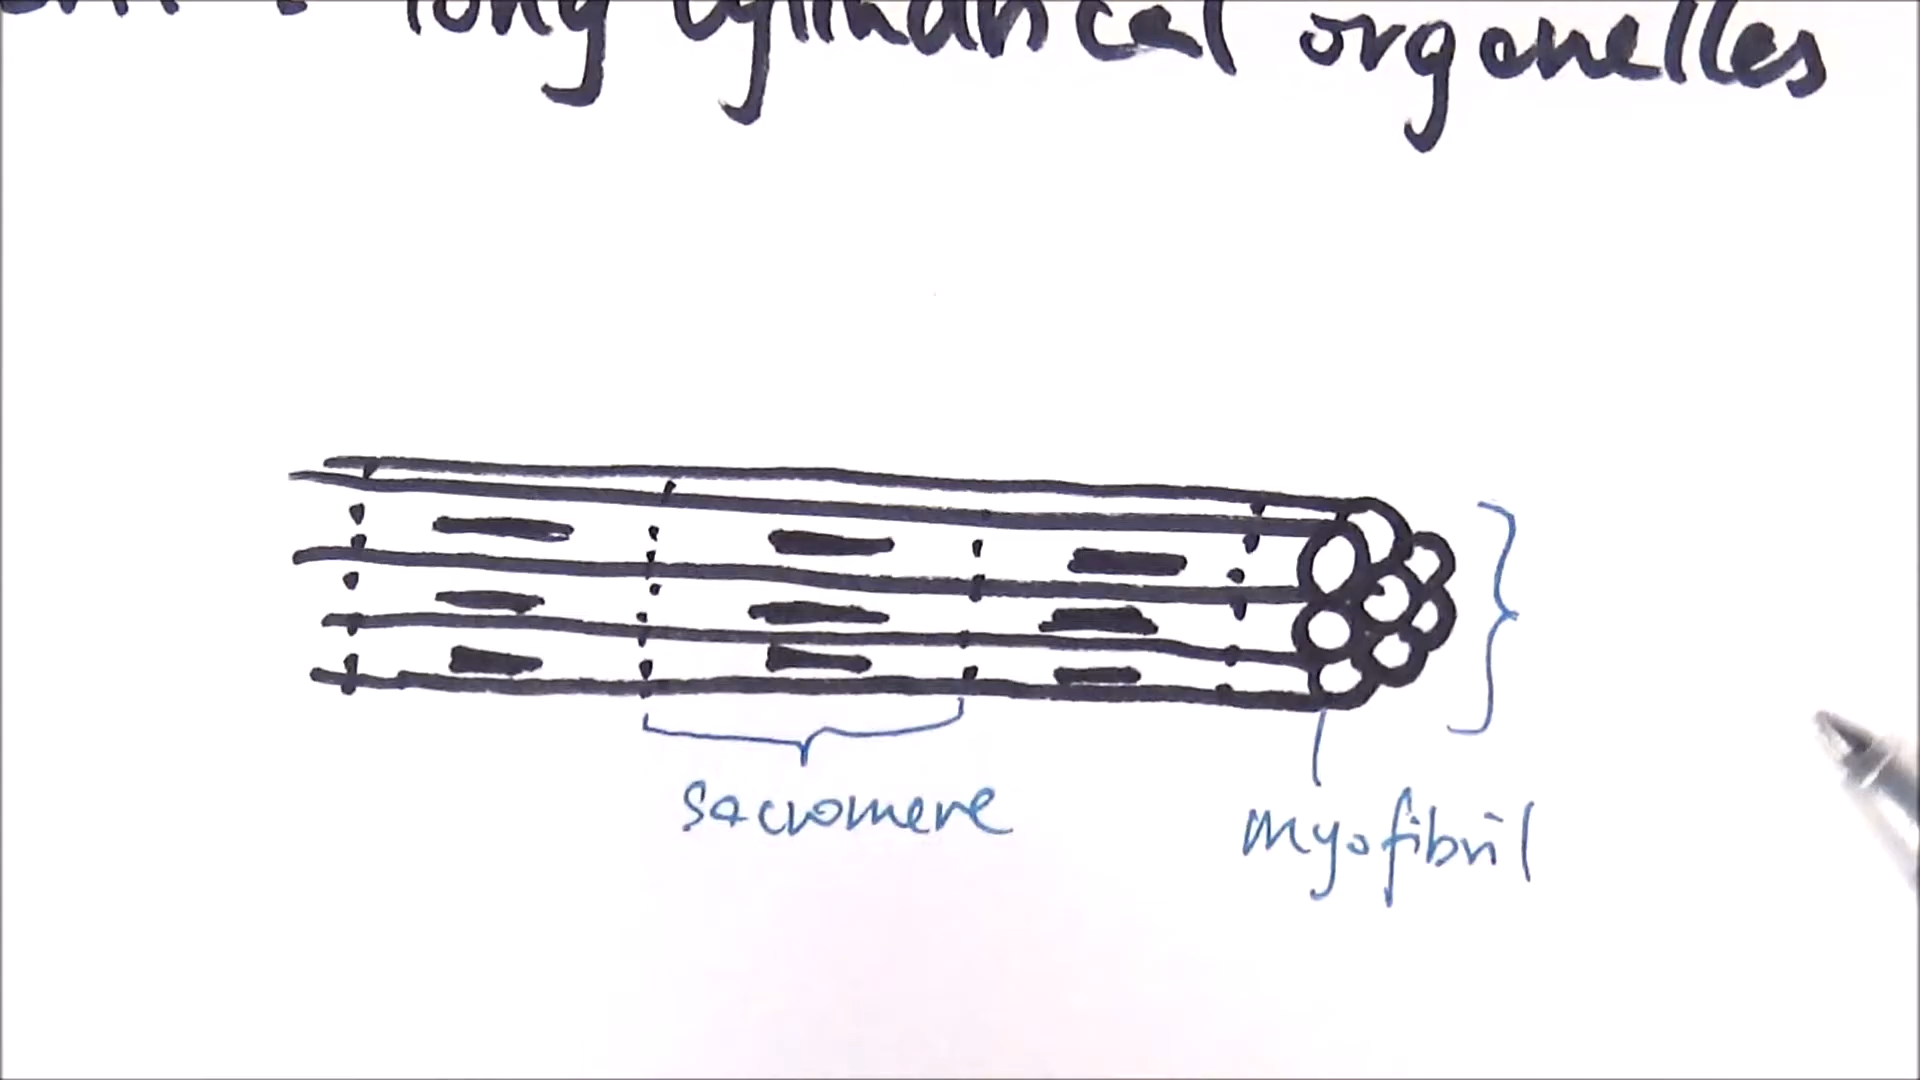 long cylindrical organelles
sacromere
myofibril